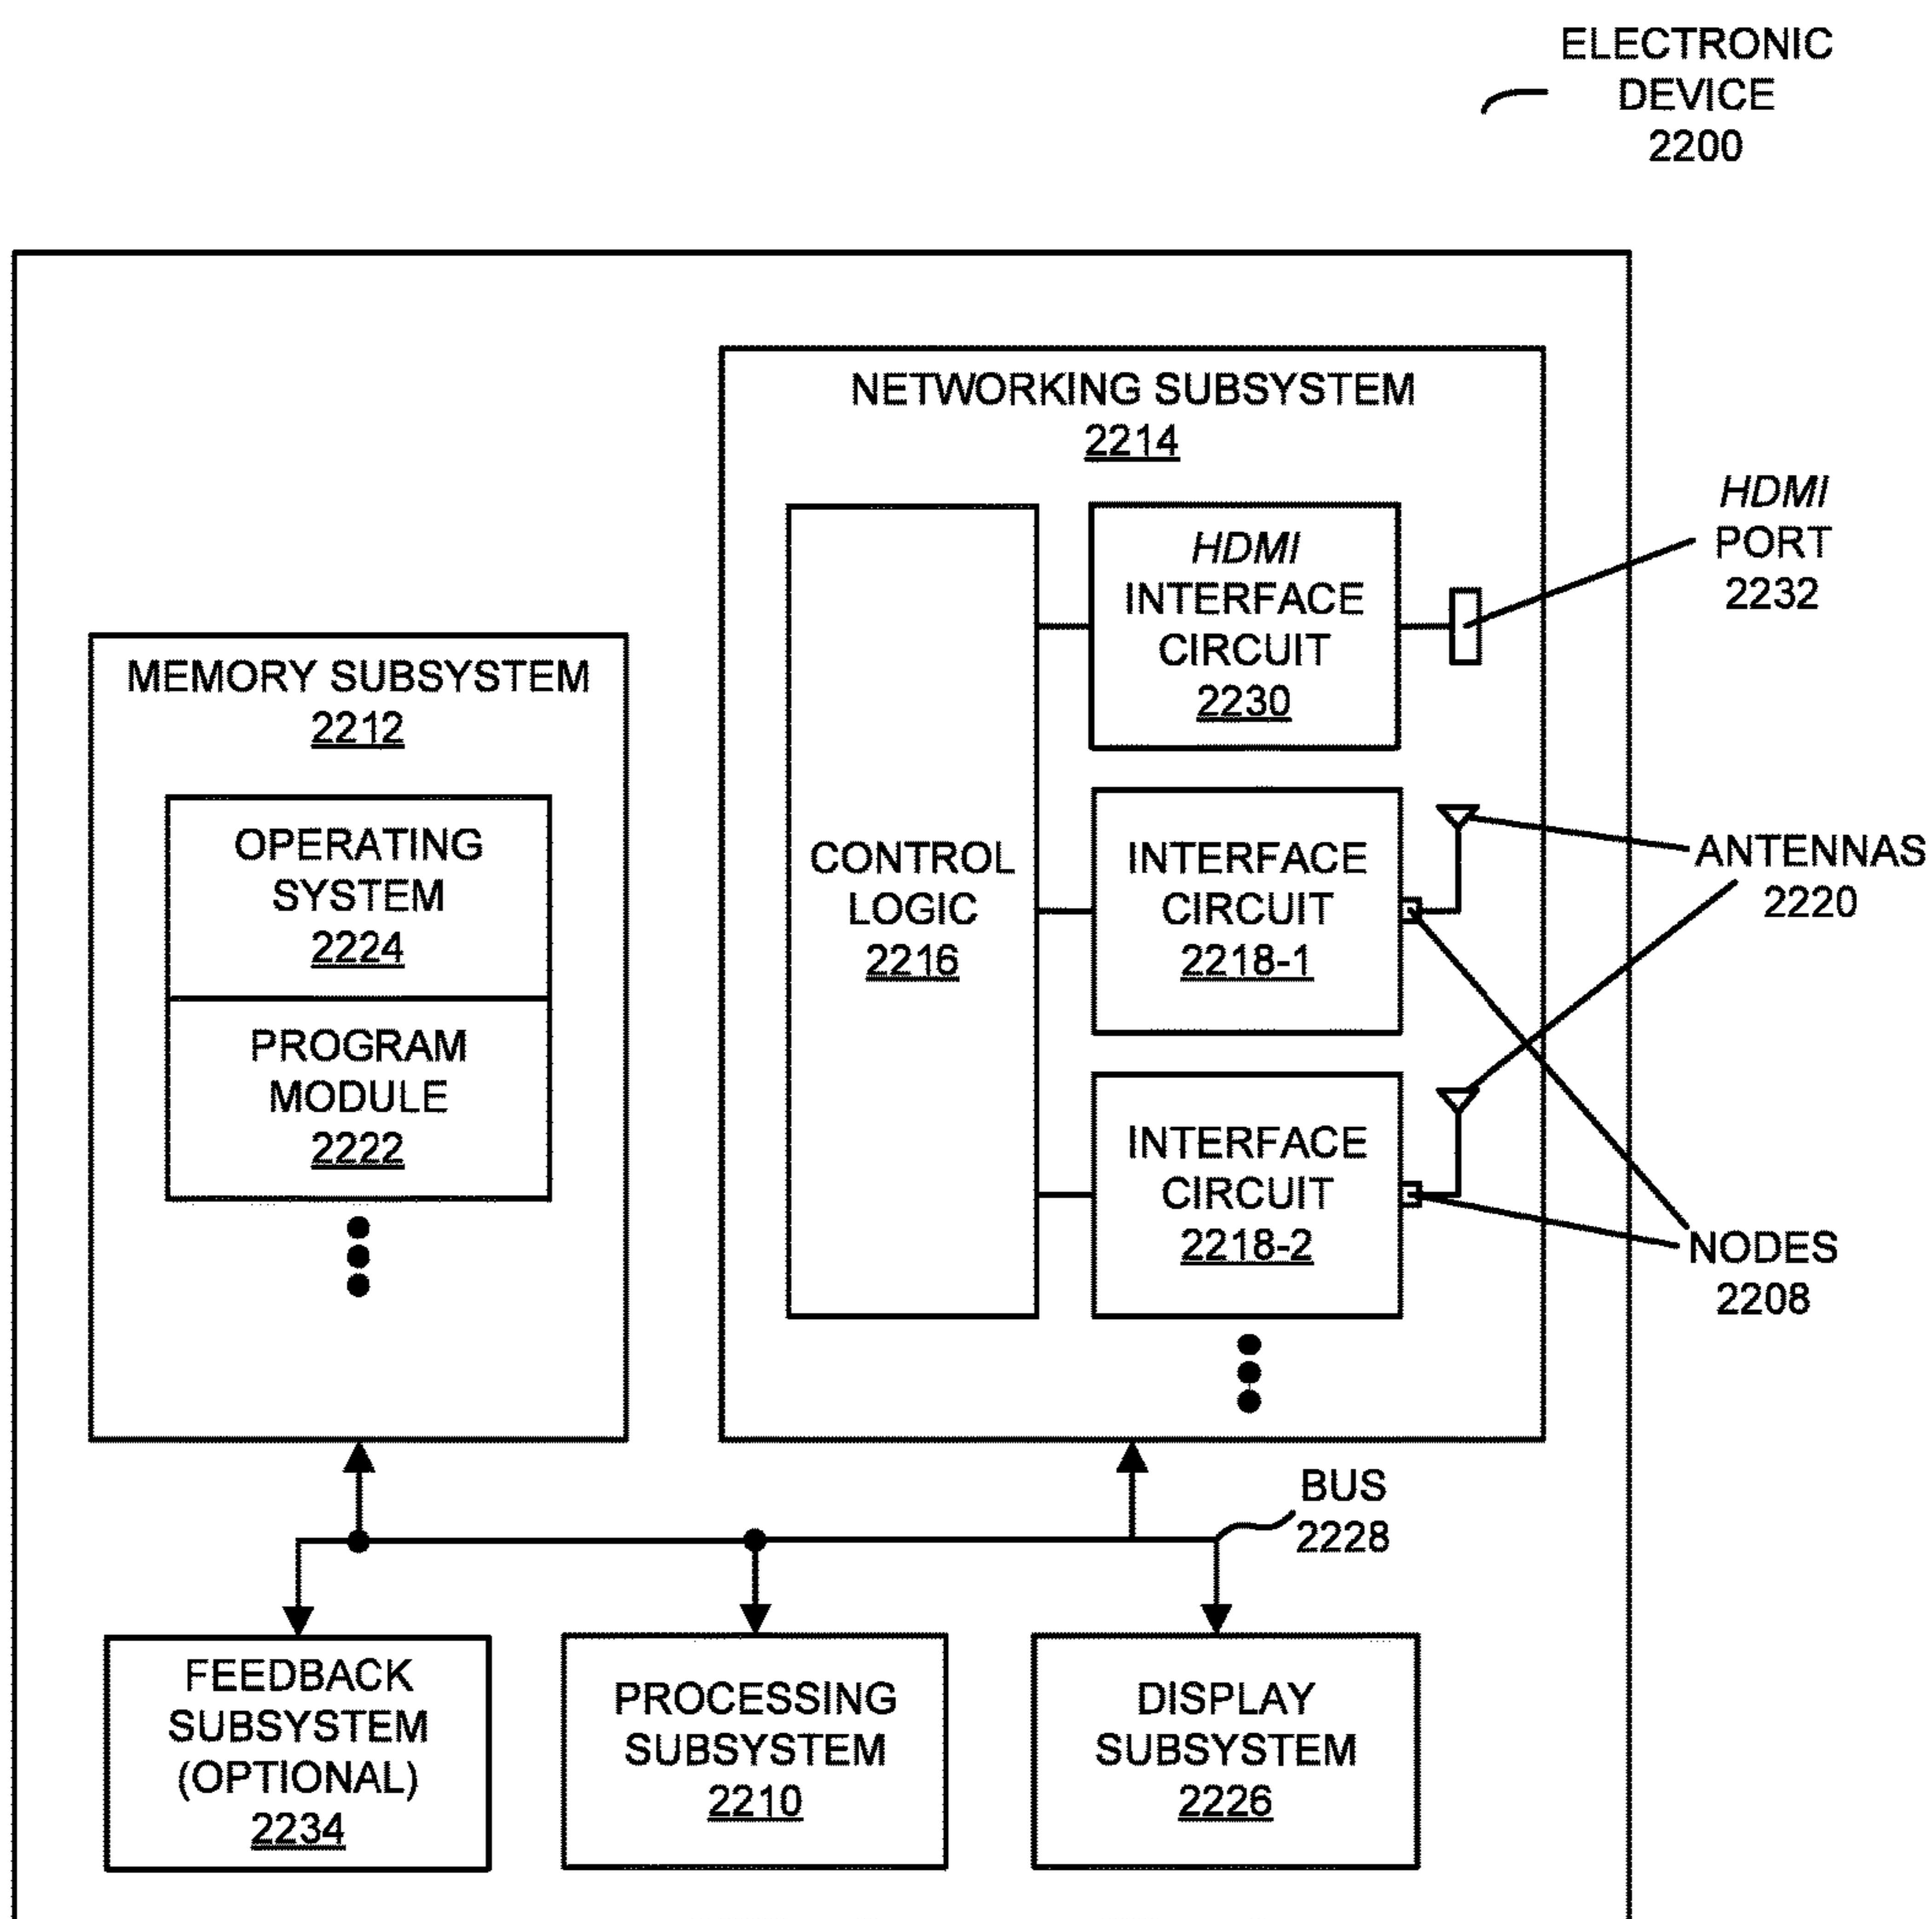 ELECTRONIC
DEVICE
2200
NETWORKING SUBSYSTEM
2214
HDMI
INTERFACE
CIRCUIT
2230
HDMI
PORT
2232
MEMORY SUBSYSTEM
2212
OPERATING
SYSTEM
2224
PROGRAM
MODULE
2222
CONTROL
LOGIC
2216
INTERFACE
CIRCUIT
2218-1
ANTENNAS
2220
INTERFACE
CIRCUIT
2218-2
NODES
2208
BUS
2228
FEEDBACK
SUBSYSTEM
(OPTIONAL)
2234
PROCESSING
SUBSYSTEM
2210
DISPLAY
SUBSYSTEM
2226